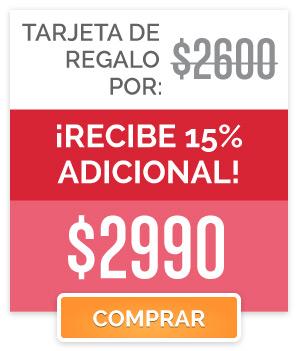 TARJETA DE
REGALO
POR:
$2600
¡RECIBE 15%
ADICIONAL!
$2990
COMPRAR